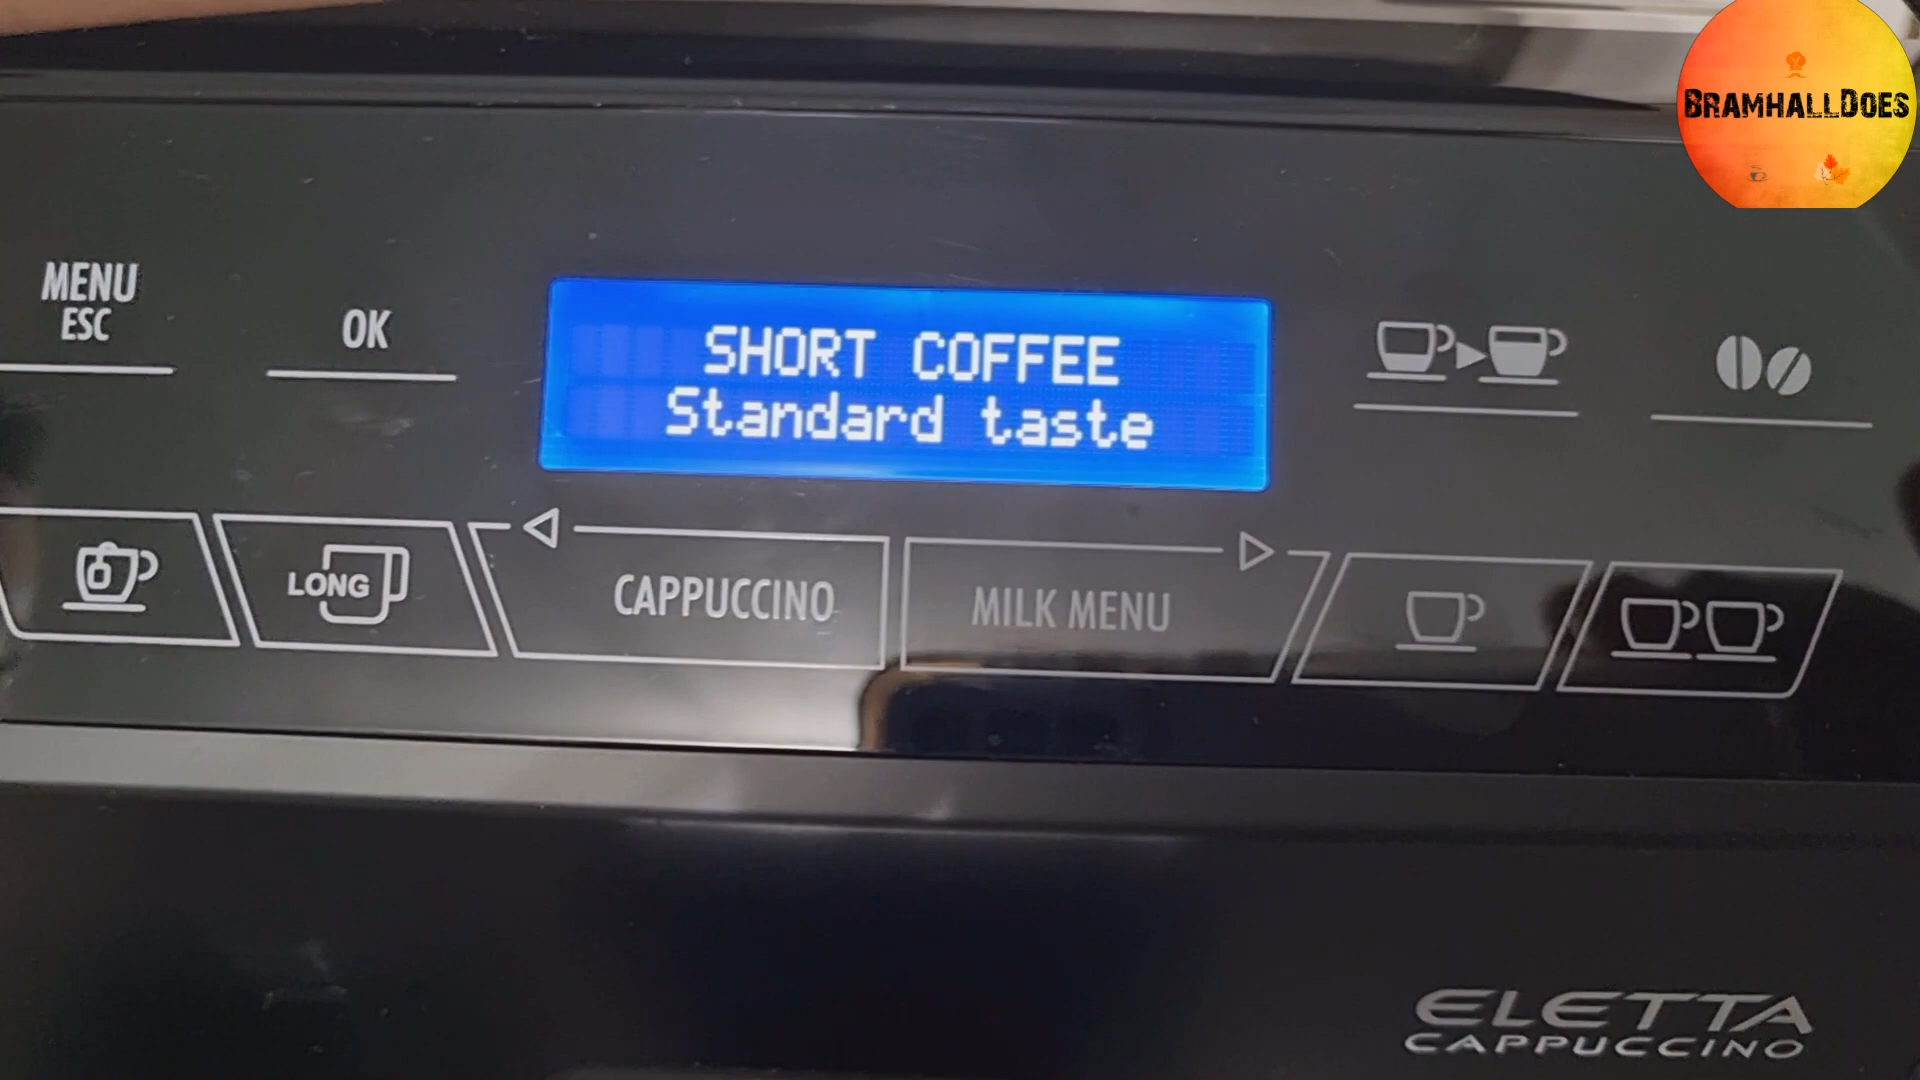 BRAMHALLDOES
MENU
ESC
OK
SHORT COFFEE
Standard taste
LONG
CAPPUCCINO
MILK MENU
ELETTA
CAPPUCCINO